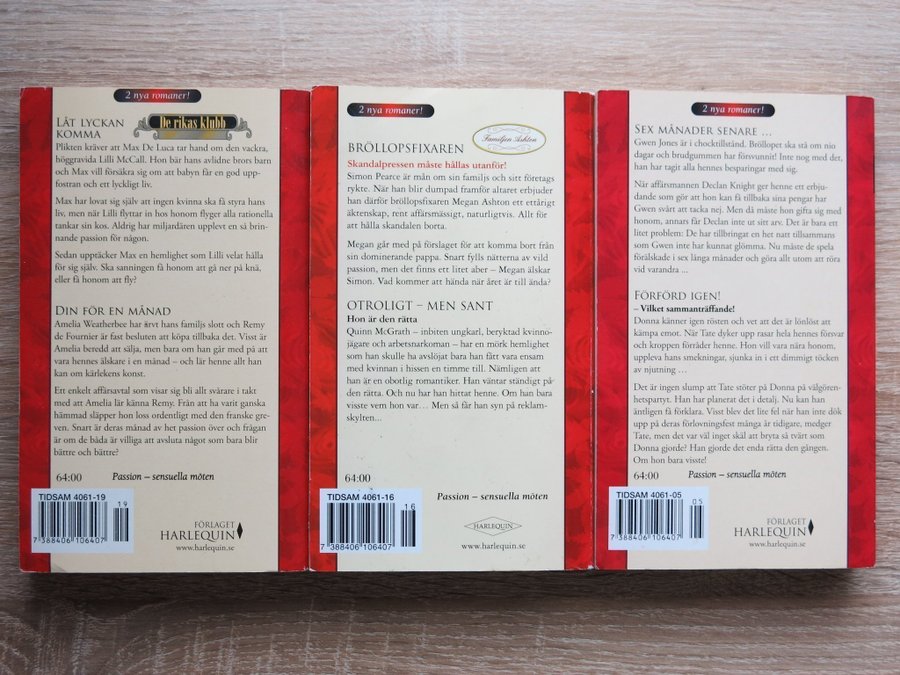 2 nya romaner!
LÅT LYCKAN
KOMMA
De rikas klubb
Plikten kräver att Max De Luca tar hand om den vackra,
höggravida Lilli McCall. Hon bär hans avlidne brors barn
och Max vill försäkra sig om att babyn får en god upp-
fostran och ett lyckligt liv.
Max har lovat sig själv att ingen kvinna ska få styra hans
liv, men när Lilli flyttar in hos honom flyger alla rationella
tankar sin kos. Aldrig har miljardären upplevt en så brin-
nande passion för någon.
Sedan upptäcker Max en hemlighet som Lilli velat hålla
för sig själv. Ska sanningen få honom att gå ner på knä,
eller få honom att fly?
DIN FÖR EN MÅNAD
Amelia Weatherbee har ärvt hans familjs slott och Remy
de Fournier är fast besluten att köpa tillbaka det. Visst är
Amelia beredd att sälja, men bara om han går med på att
vara hennes älskare i en månad – och lär henne allt han
kan om kärlekens konst.
Ett enkelt affärsavtal som visar sig bli allt svårare i takt
med att Amelia lär känna Remy. Från att ha varit ganska
hämmad släpper hon loss ordentligt med den franske gre-
ven. Snart är deras månad av het passion över och frågan
är om de båda är villiga att avsluta något som bara blir
bättre och bättre?
64:00 Passion – sensuella möten
TIDSAM 4061-19
19
7 388406 106407
FÖRLAGET
HARLEQUIN
www.harlequin.se
2 nya romaner!
Familjen Ashton
BRÖLLOPSFIXAREN
Skandalpressen måste hållas utanför!
Simon Pearce är mån om sin familjs och sitt företags
rykte. När han blir dumpad framför altaret erbjuder
han därför bröllopsfixaren Megan Ashton ett ettårigt
äktenskap, rent affärsmässigt, naturligtvis. Allt för
att hålla skandalen borta.
Megan går med på förslaget för att komma bort från
sin dominerande pappa. Snart fylls nätterna av vild
passion, men det finns ett litet aber – Megan älskar
Simon. Vad kommer att hända när året är till ända?
OTROLIGT – MEN SANT
Hon är den rätta
Quinn McGrath – inbiten ungkarl, beryktad kvinno-
jägare och arbetsnarkoman – har en mörk hemlighet
som han skulle ha avslöjat bara han fått vara ensam
med kvinnan i hissen en timme till. Nämligen att
han är en obotlig romantiker. Han väntar ständigt på
den rätta. Och nu har han hittat henne. Om han bara
visste vem hon var… Men så får han syn på reklam-
skylten...
64:00
Passion – sensuella möten
TIDSAM 4061-16
16
7 388406 106407
HARLEQUIN
www.harlequin.se
2 nya romaner!
SEX MÅNADER SENARE …
Gwen Jones är i chocktillstånd. Bröllopet ska stå om nio
dagar och brudgummen har försvunnit! Inte nog med det,
han har tagit alla hennes besparingar med sig.
När affärsmannen Declan Knight ger henne ett erbju-
dande som gör att hon kan få tillbaka sina pengar har
Gwen svårt att tacka nej. Men då måste hon gifta sig med
honom, annars får Declan inte ut sitt arv. Det är bara ett
litet problem: De har tillbringat en het natt tillsammans
som Gwen inte har kunnat glömma. Nu måste de spela
förälskade i sex långa månader och göra allt utom att röra
vid varandra ...
FÖRFÖRD IGEN!
– Vilket sammanträffande!
Donna känner igen rösten och vet att det är lönlöst att
kämpa emot. När Tate dyker upp rasar hela hennes försvar
och kroppen förråder henne. Hon vill vara nära honom,
uppleva hans smekningar, sjunka in i ett dimmigt töcken
av njutning …
Det är ingen slump att Tate stöter på Donna på välgören-
hetspartyt. Han har planerat det i detalj. Nu kan han
äntligen få förklara. Visst blev det lite fel när han inte dök
upp på deras förlovningsfest många år tidigare, medger
Tate, men det var väl inget skäl att bryta så tvärt som
Donna gjorde? Han gjorde det enda rätta den gången.
Om hon bara visste!
64:00 Passion – sensuella möten
TIDSAM 4061-05
05
7 388406 106407
FÖRLAGET
HARLEQUIN
www.harlequin.se